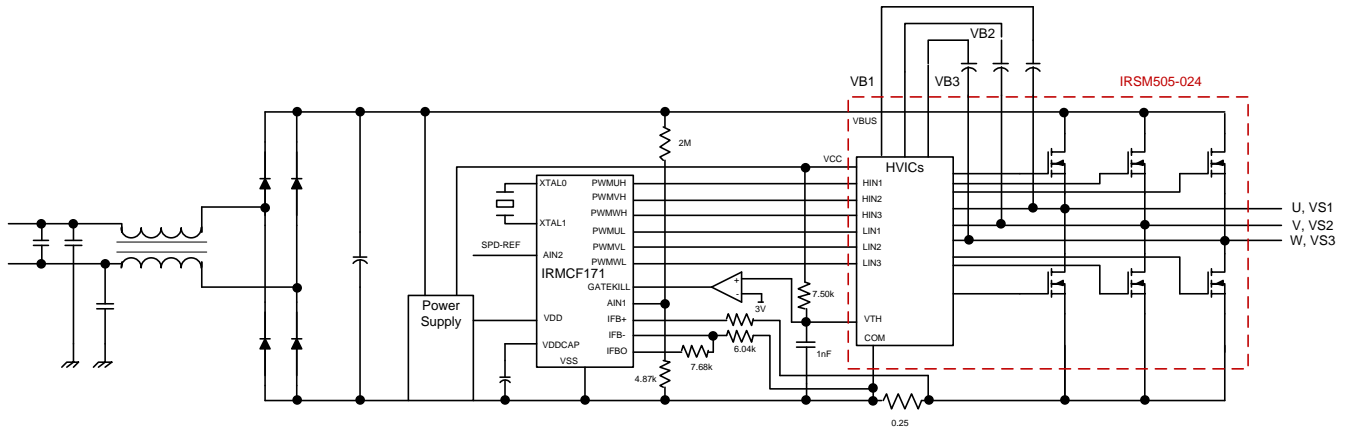 VB2
VB1
VB3
IRSM505-024
VBUS
2M
VCC
HVICs
XTAL0
PWMUH
HIN1
PWMVH
HIN2
PWMWH
HIN3
XTAL1
PWMUL
LIN1
PWMVL
LIN2
PWMWL
LIN3
U, VS1
V, VS2
W, VS3
SPD-REF
AIN2
IRMCF171
GATEKILL
+
-
3V
7.50k
AIN1
Power
Supply
VDD
IFB+
VTH
IFB-
6.04k
COM
VDDCAP
IFBO
7.68k
1nF
VSS
4.87k
0.25